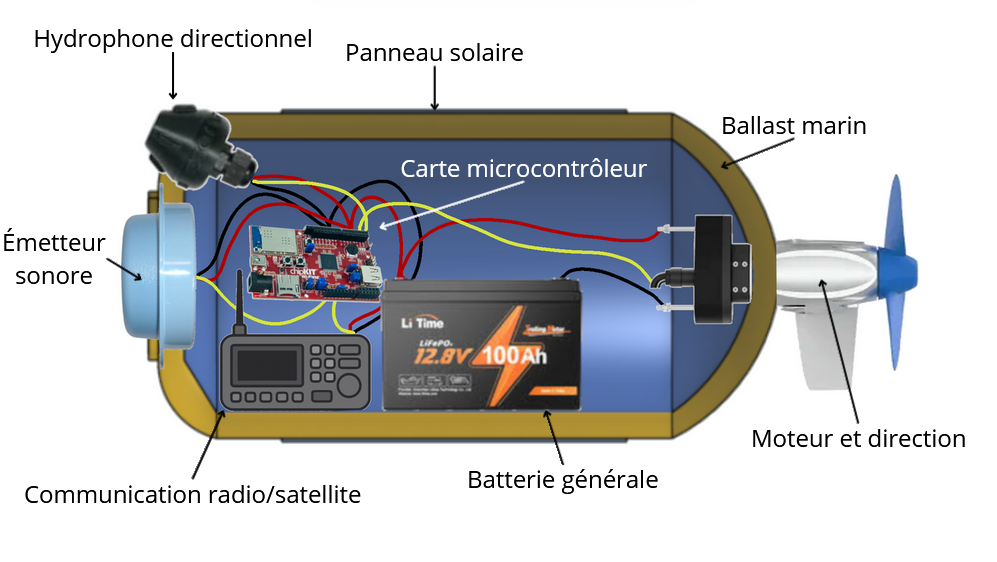 Hydrophone directionnel
Panneau solaire
Ballast marin
Carte microcontrôleur
Émetteur
sonore
chipKIT
Li Time
LiFePO₄
12.8V 100Ah
Moteur et direction
Batterie générale
Communication radio/satellite